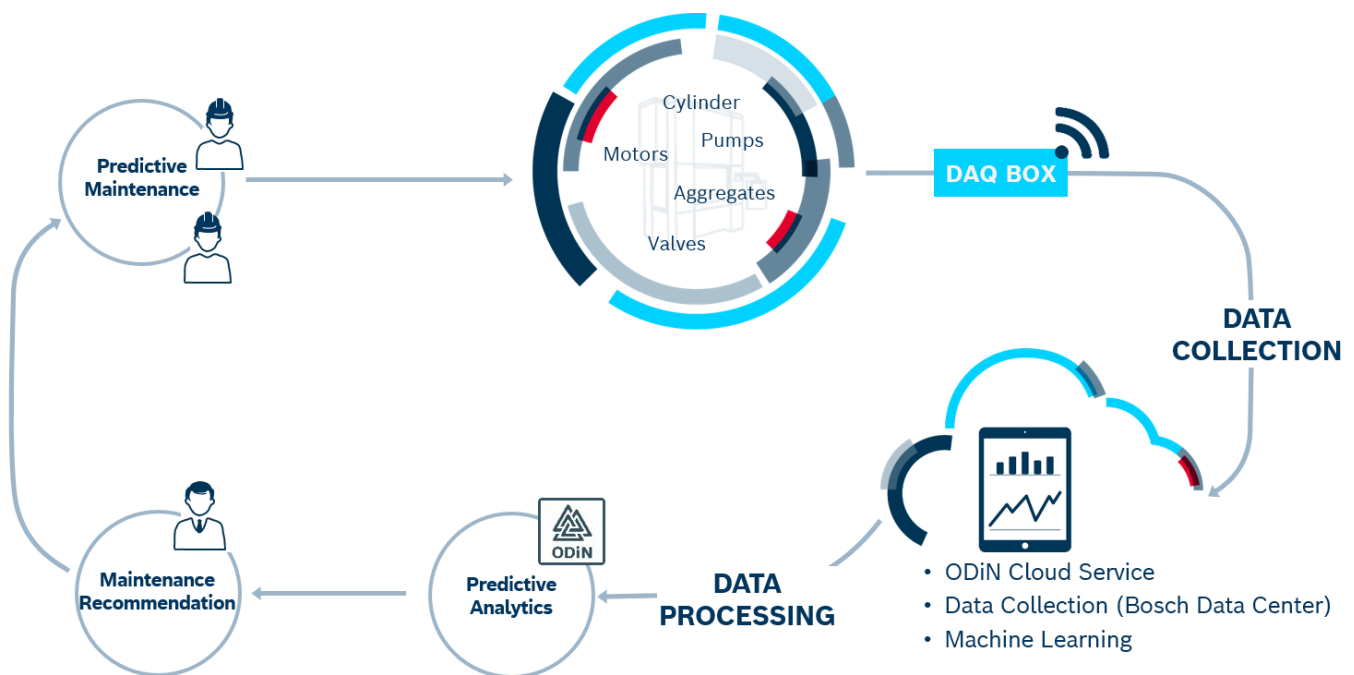 Cylinder
Pumps
Motors
Aggregates
Valves
DAQ BOX
Predictive
Maintenance
DATA
COLLECTION
• ODiN Cloud Service
• Data Collection (Bosch Data Center)
• Machine Learning
DATA
PROCESSING
ODiN
Predictive
Analytics
Maintenance
Recommendation